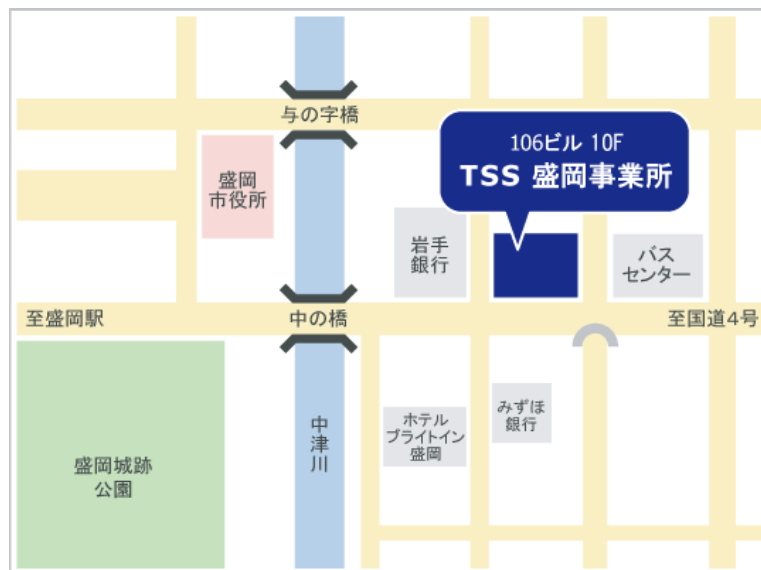 与の字橋
106ビル 10F
TSS 盛岡事業所
盛岡
市役所
岩手
銀行
バス
センター
至盛岡駅
中の橋
至国道4号
中津川
ホテル
ブライトイン
盛岡
みずほ
銀行
盛岡城跡
公園